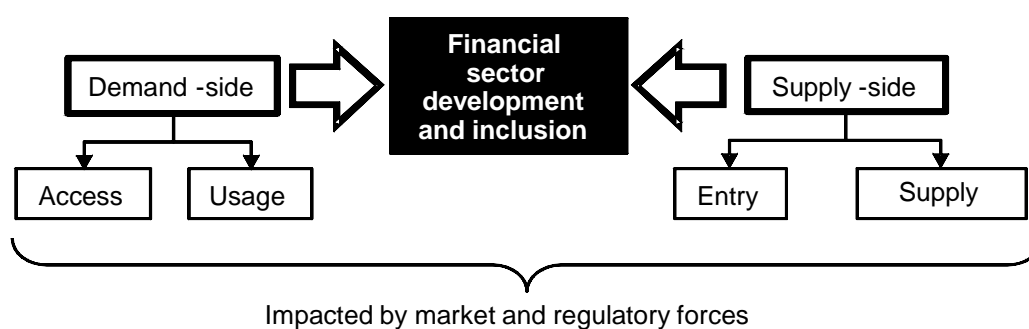 Financial
sector
development
and inclusion
Demand -side
Supply -side
Access
Usage
Entry
Supply
Impacted by market and regulatory forces